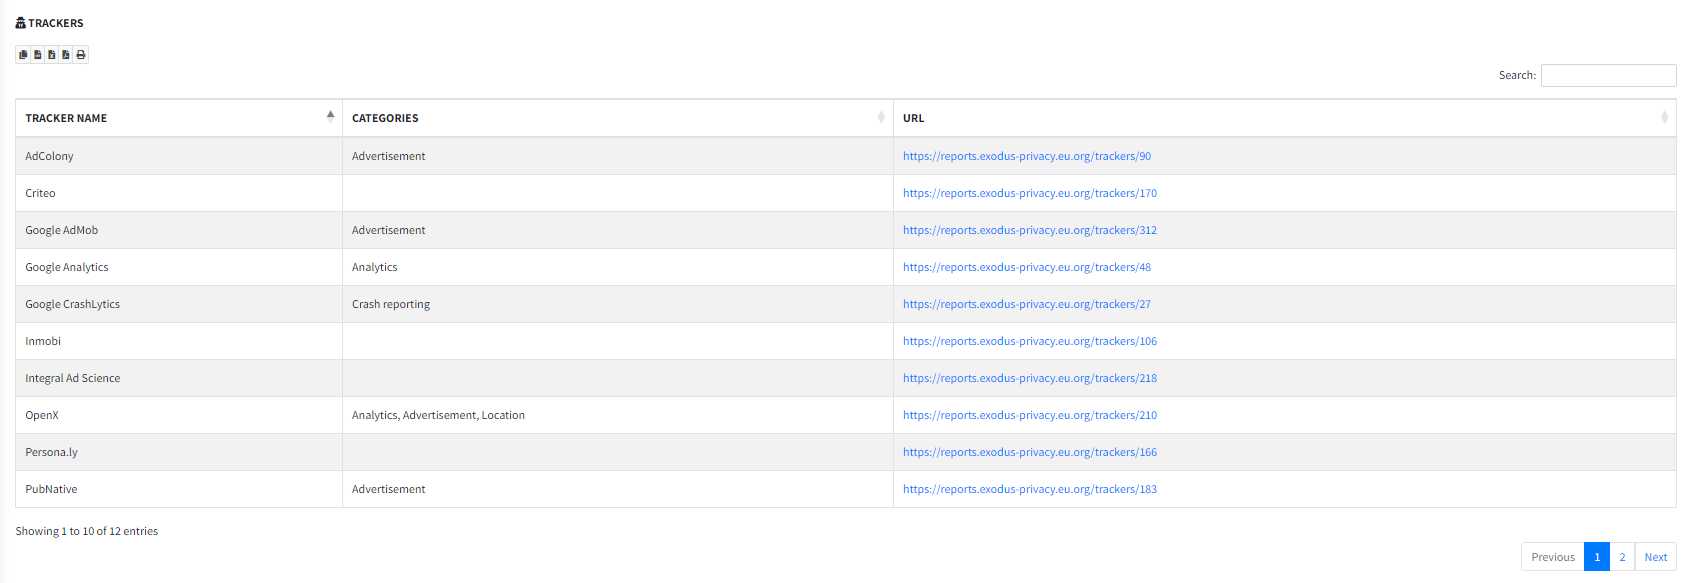 TRACKERS
Search:
TRACKER NAME CATEGORIES URL
AdColony Advertisement https://reports.exodus-privacy.eu.org/trackers/90
Criteo https://reports.exodus-privacy.eu.org/trackers/170
Google AdMob Advertisement https://reports.exodus-privacy.eu.org/trackers/312
Google Analytics Analytics https://reports.exodus-privacy.eu.org/trackers/48
Google CrashLytics Crash reporting https://reports.exodus-privacy.eu.org/trackers/27
Inmobi https://reports.exodus-privacy.eu.org/trackers/106
Integral Ad Science https://reports.exodus-privacy.eu.org/trackers/218
OpenX Analytics, Advertisement, Location https://reports.exodus-privacy.eu.org/trackers/210
Persona.ly https://reports.exodus-privacy.eu.org/trackers/166
PubNative Advertisement https://reports.exodus-privacy.eu.org/trackers/183
Showing 1 to 10 of 12 entries
Previous 1 2 Next